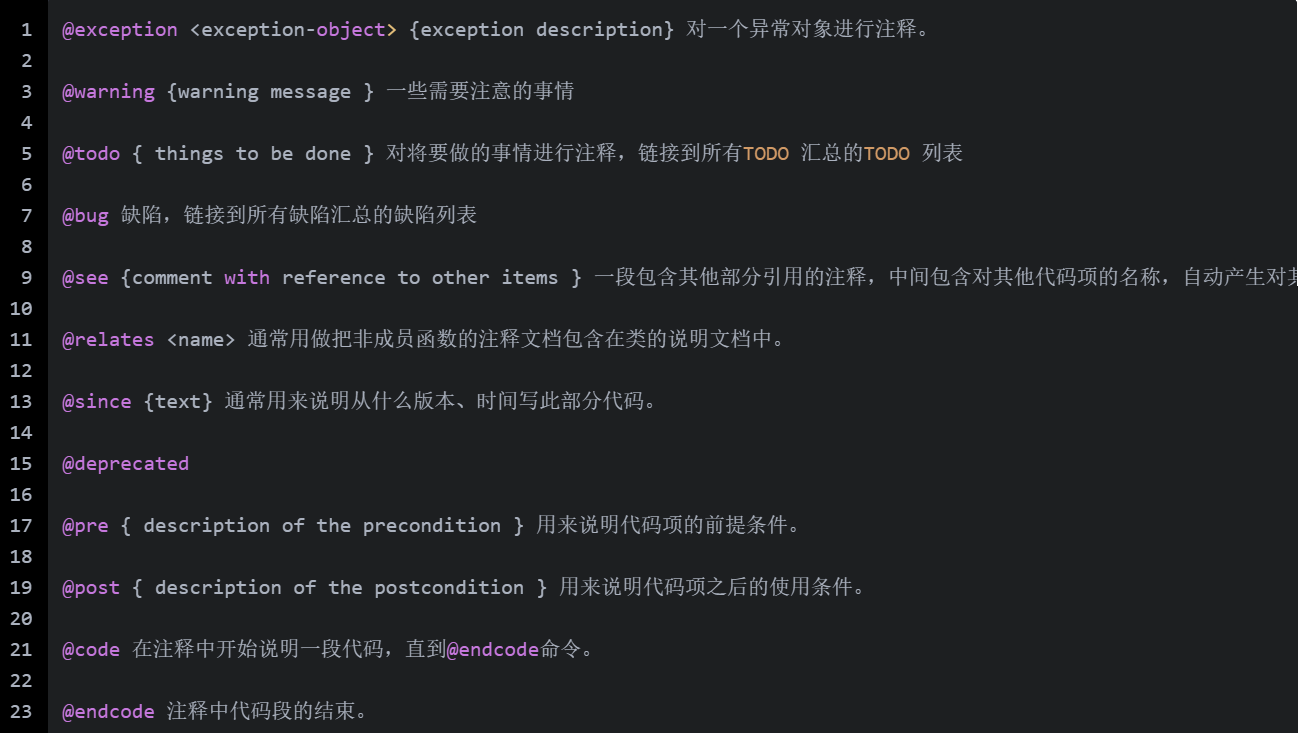 1 @exception <exception-object> {exception description} 对一个异常对象进行注释。
2
3 @warning {warning message } 一些需要注意的事情
4
5 @todo { things to be done } 对将要做的事情进行注释，链接到所有TODO 汇总的TODO 列表
6
7 @bug 缺陷，链接到所有缺陷汇总的缺陷列表
8
9 @see {comment with reference to other items } 一段包含其他部分引用的注释，中间包含对其他代码项的名称，自动产生对
10
11 @relates <name> 通常用做把非成员函数的注释文档包含在类的说明文档中。
12
13 @since {text} 通常用来说明从什么版本、时间写此部分代码。
14
15 @deprecated
16
17 @pre { description of the precondition } 用来说明代码项的前提条件。
18
19 @post { description of the postcondition } 用来说明代码项之后的使用条件。
20
21 @code 在注释中开始说明一段代码，直到@endcode命令。
22
23 @endcode 注释中代码段的结束。